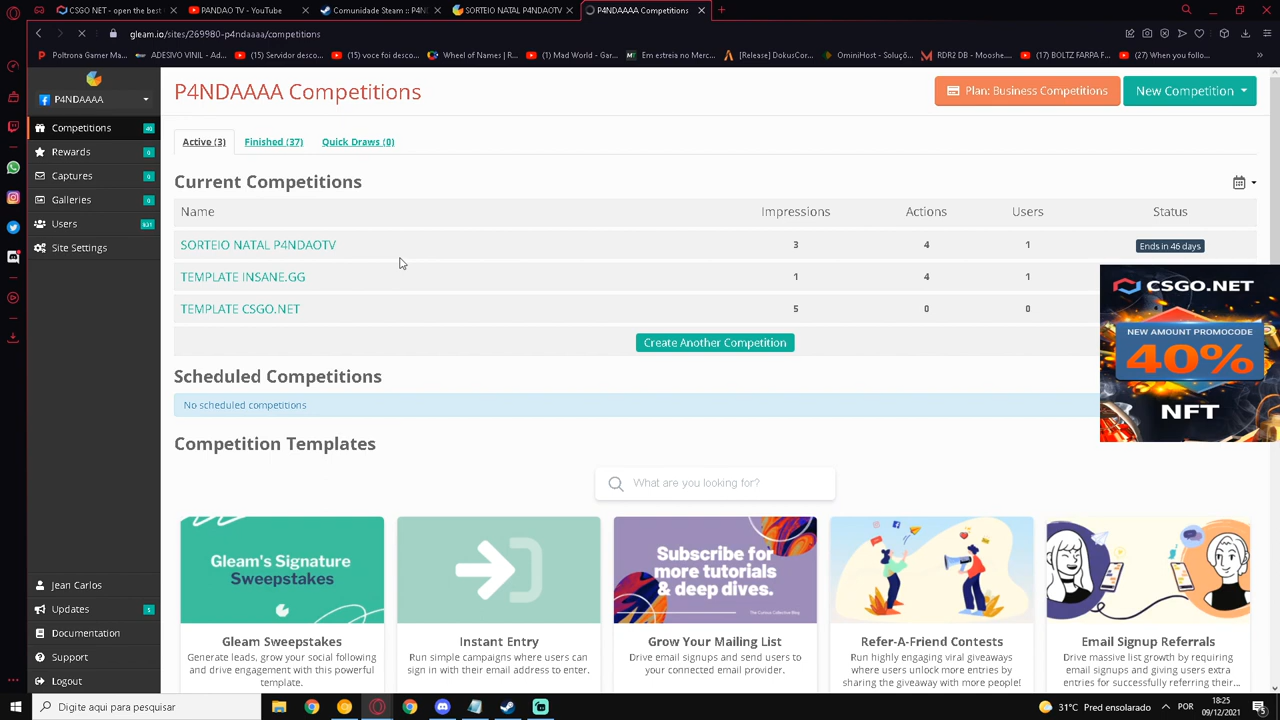 CSGO NET - open the best
PANDAO TV - YouTube
Comunidade Steam :: P4N
SORTEIO NATAL P4NDAOTV
P4NDAAAA Competitions
gleam.io/sites/269980-p4ndaaaa/competitions
Poltrona Gamer Ma...
ADESIVO VINIL - Ad...
(15) Servidor desco...
(15) voce foi desco...
Wheel of Names | R...
(1) Mad World - Gar...
Em estreia no Merc...
[Release] DokusCor...
OminiHost - Soluçõ...
RDR2 DB - Mooshe...
(17) BOLTZ FARPA F...
(27) When you follo...
P4NDAAAA
P4NDAAAA Competitions
Plan: Business Competitions
New Competition
Competitions
40
Rewards
0
Captures
0
Galleries
0
Users
Site Settings
Active (3)
Finished (37)
Quick Draws (0)
Current Competitions
Name
Impressions
Actions
Users
Status
SORTEIO NATAL P4NDAOTV
3
4
1
Ends in 46 days
TEMPLATE INSANE.GG
1
4
1
TEMPLATE CSGO.NET
5
0
0
Create Another Competition
CSGO.NET
NEW AMOUNT PROMOCODE
40%
NFT
Scheduled Competitions
No scheduled competitions
Competition Templates
What are you looking for?
Gleam's Signature
Sweepstakes
Subscribe for
more tutorials
& deep dives.
The Curious Collective Blog
Gleam Sweepstakes
Generate leads, grow your social following
and drive engagement with this powerful
template.
Instant Entry
Run simple campaigns where users can
sign in with their email address to enter.
Grow Your Mailing List
Drive email signups and send users to
your connected email provider.
Refer-A-Friend Contests
Run highly engaging viral giveaways
where users unlock more entries by
sharing the giveaway with more people!
Email Signup Referrals
Drive massive list growth by requiring
email signups and giving users extra
entries for successfully referring their...
Jean Carlos
Updates
5
Documentation
Support
Logout
Digite aqui para pesquisar
31°C Pred ensolarado
POR
18:25
09/12/2021
5